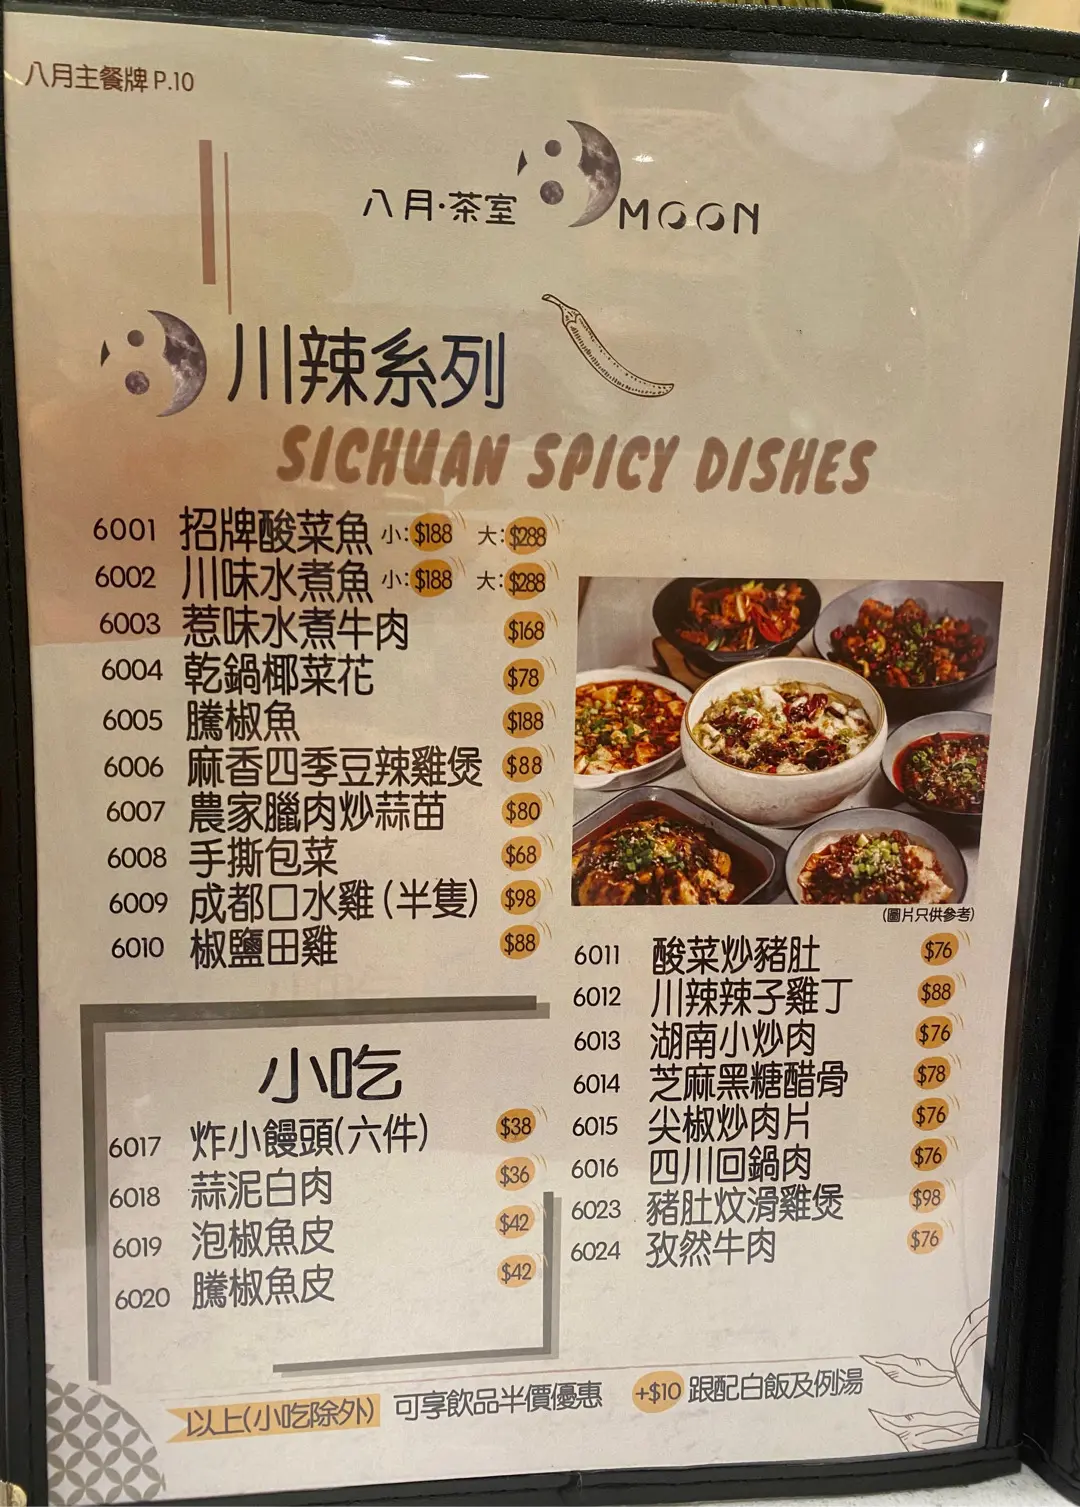 八月主餐牌 P.10
八月·茶室 MOON
川辣系列
SICHUAN SPICY DISHES
6001 招牌酸菜魚 小:$188 大:$288
6002 川味水煮魚 小:$188 大:$288
6003 惹味水煮牛肉 $168
6004 乾鍋椰菜花 $78
6005 騰椒魚 $188
6006 麻香四季豆辣雞煲 $88
6007 農家臘肉炒蒜苗 $80
6008 手撕包菜 $68
6009 成都口水雞(半隻) $98
6010 椒鹽田雞 $88
(圖片只供參考)
6011 酸菜炒豬肚 $76
6012 川辣辣子雞丁 $88
6013 湖南小炒肉 $76
6014 芝麻黑糖醋骨 $78
6015 尖椒炒肉片 $76
6016 四川回鍋肉 $76
6023 豬肚炆滑雞煲 $98
6024 孜然牛肉 $76
小吃
6017 炸小饅頭(六件) $38
6018 蒜泥白肉 $36
6019 泡椒魚皮 $42
6020 騰椒魚皮 $42
以上(小吃除外) 可享飲品半價優惠 +$10 跟配白飯及例湯